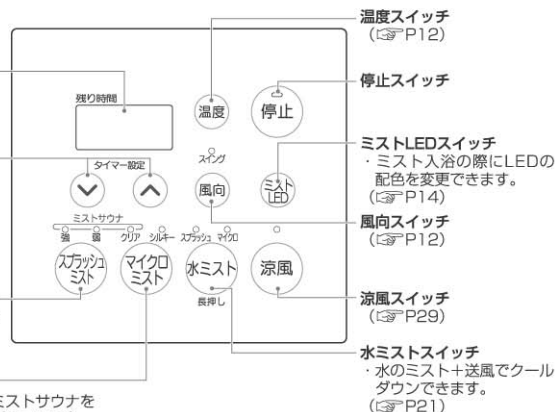 温度スイッチ
（☞P12）
停止スイッチ
残り時間
温度
停止
ミストLEDスイッチ
・ミスト入浴の際にLEDの
配色を変更できます。
（☞P14）
タイマー設定
スイング
風向
ミスト
LED
風向スイッチ
（☞P12）
ミストサウナ
強 弱 クリア シルキー スプラッシュ マイクロ
スプラッシュ
ミスト
マイクロ
ミスト
水ミスト
涼風
長押し
涼風スイッチ
（☞P29）
水ミストスイッチ
・水のミスト＋送風でクール
ダウンできます。
（☞P21）
ミストサウナを